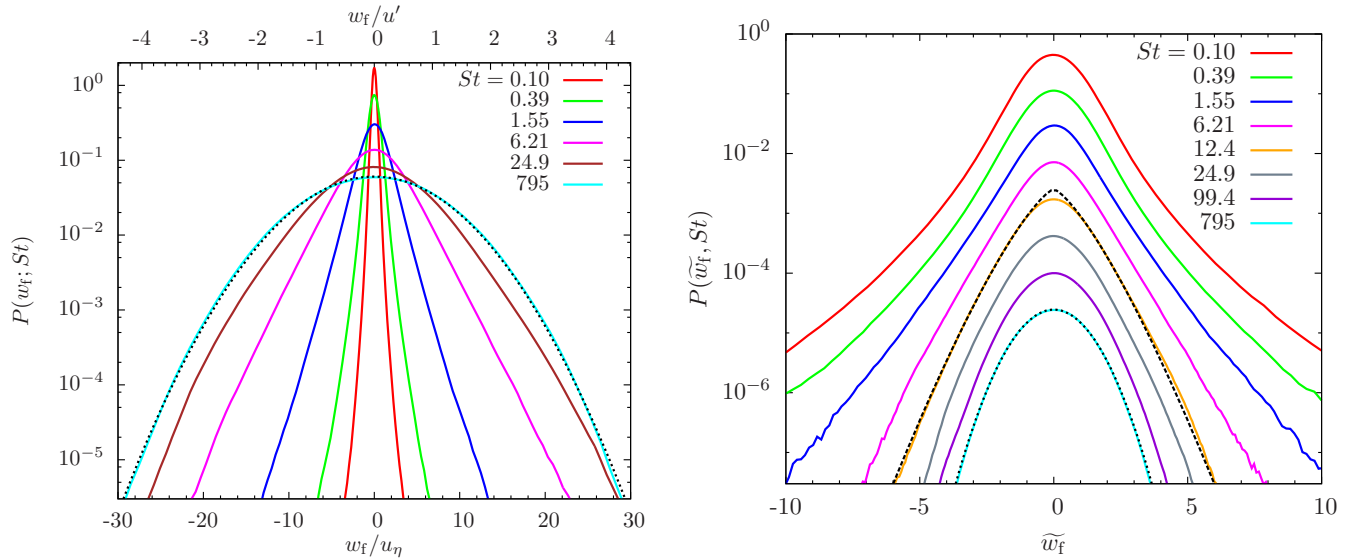 w_f/u′
-4 -3 -2 -1 0 1 2 3 4
10^0
10^-1
10^-2
10^-3
10^-4
10^-5
P(w_f; St)
St = 0.10
0.39
1.55
6.21
24.9
795
-30 -20 -10 0 10 20 30
w_f/u_η
10^0
10^-2
10^-4
10^-6
P(w̃_f, St)
St = 0.10
0.39
1.55
6.21
12.4
24.9
99.4
795
-10 -5 0 5 10
w̃_f